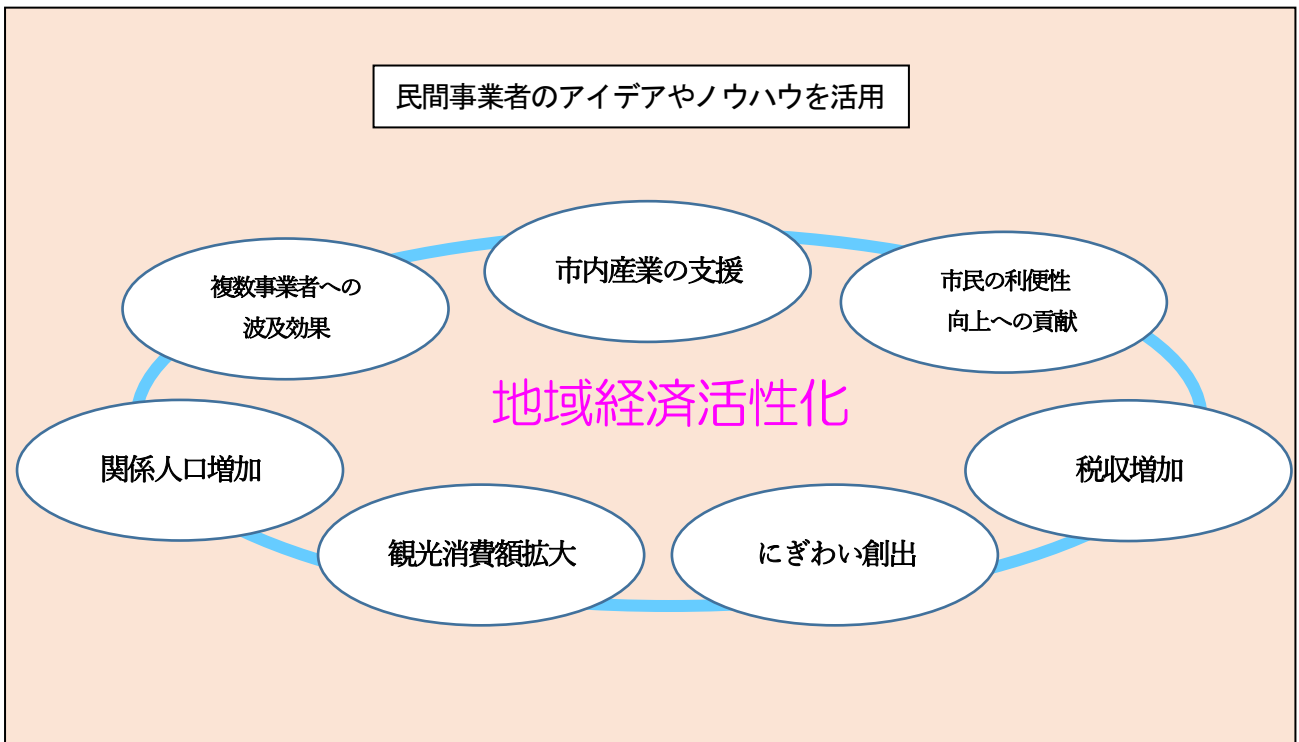 民間事業者のアイデアやノウハウを活用
市内産業の支援
複数事業者への
波及効果
市民の利便性
向上への貢献
地域経済活性化
関係人口増加
税収増加
観光消費額拡大
にぎわい創出